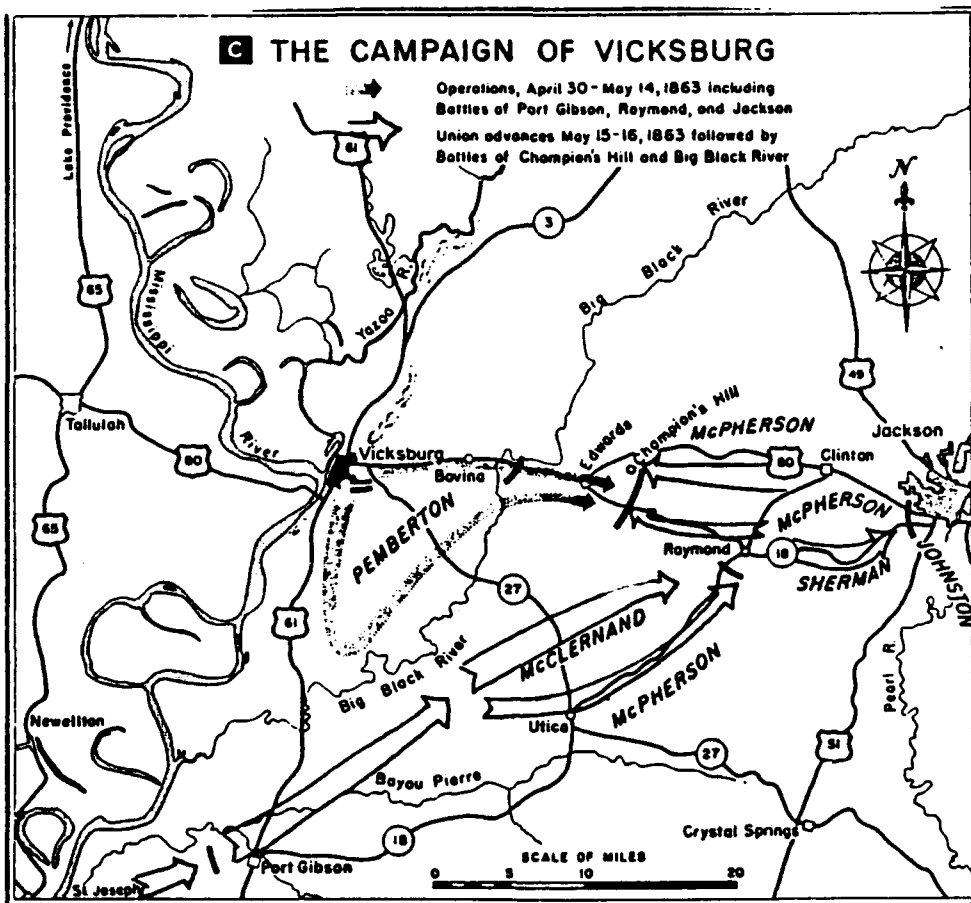 C THE CAMPAIGN OF VICKSBURG
Operations, April 30 - May 14, 1863 including
Battles of Port Gibson, Raymond, and Jackson
Union advances May 15-16, 1863 followed by
Battles of Champion's Hill and Big Black River
Lake Providence
61
N
3
River
Big Black
65
Mississippi
Yazoo R.
49
Tallulah
River
80
Vicksburg
Bovina
Edwards
Champion's Hill
McPHERSON
80
Clinton
Jackson
65
PEMBERTON
McPHERSON
Raymond
18
SHERMAN
JOHNSTON
27
61
McCLERNAND
Big Black River
McPHERSON
Pearl R.
Newellton
Utica
51
27
Bayou Pierre
18
Crystal Springs
Port Gibson
St. Joseph
SCALE OF MILES
0 5 10 20